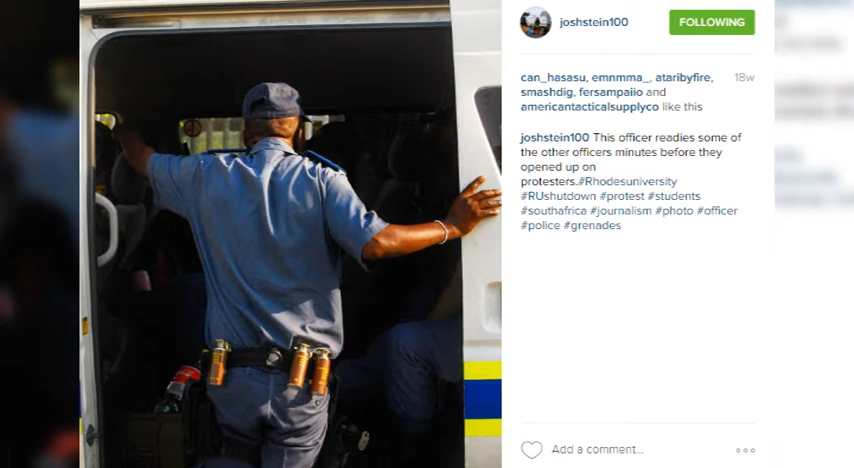 joshstein100
FOLLOWING
can_hasasu, emnmma_, ataribyfire,
18w
smashdig, fersampaiio and
americantacticalsupplyco like this
joshstein100 This officer readies some of
the other officers minutes before they
opened up on
protesters.#Rhodesuniversity
#RUshutdown #protest #students
#southafrica #journalism #photo #officer
#police #grenades
Add a comment...